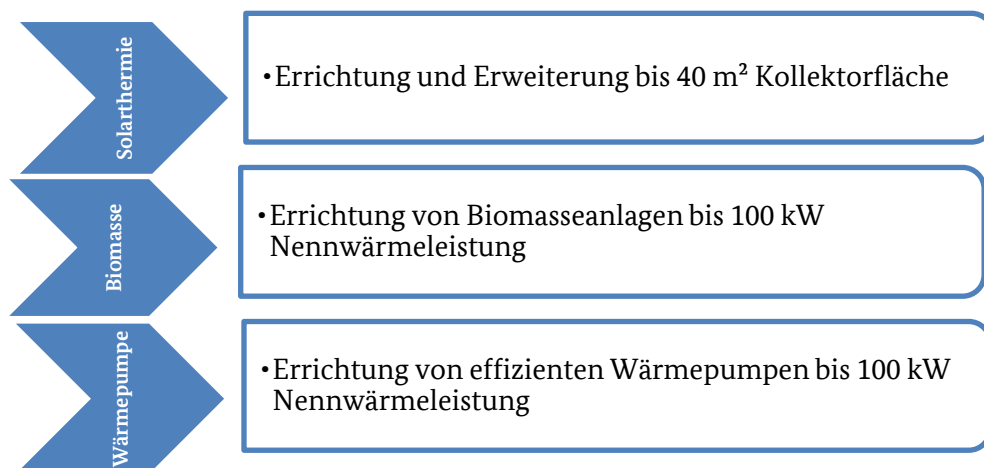 Solarthermie
• Errichtung und Erweiterung bis 40 m² Kollektorfläche
Biomasse
• Errichtung von Biomasseanlagen bis 100 kW
Nennwärmeleistung
Wärmepumpe
• Errichtung von effizienten Wärmepumpen bis 100 kW
Nennwärmeleistung